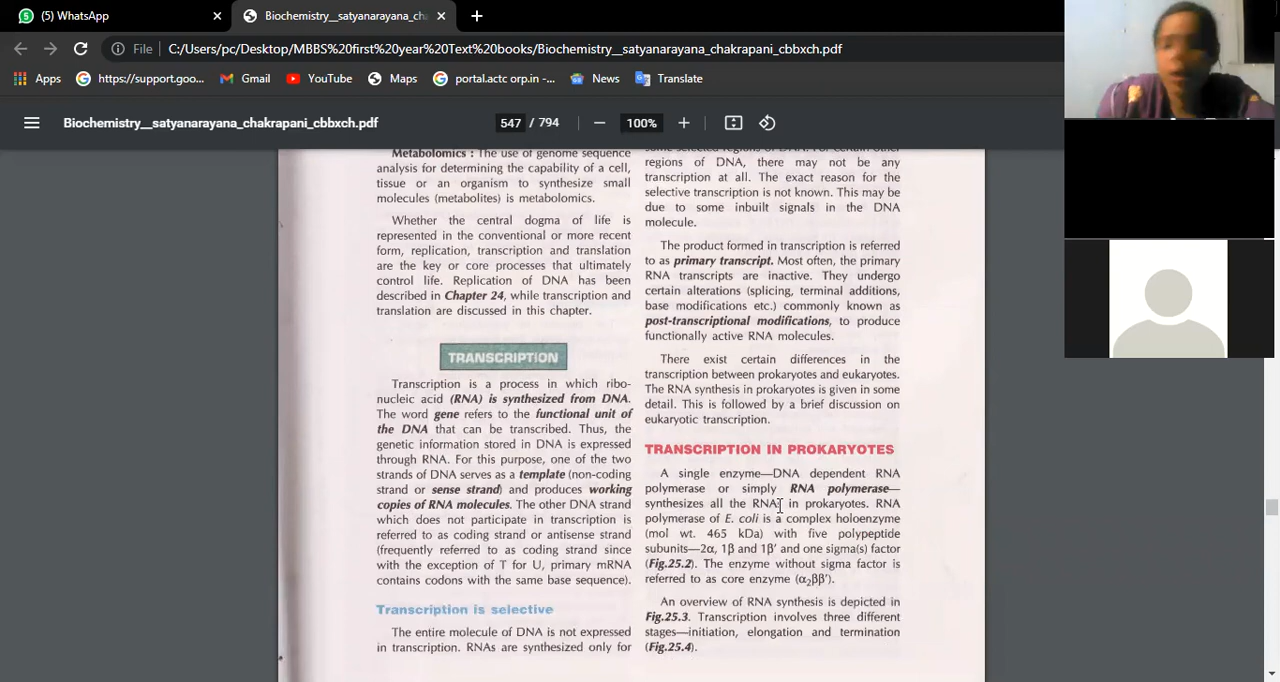 (5) WhatsApp
Biochemistry__satyanarayana_cha
File
C:/Users/pc/Desktop/MBBS%20first%20year%20Text%20books/Biochemistry__satyanarayana_chakrapani_cbbxch.pdf
Apps
https://support.goo...
Gmail
YouTube
Maps
portal.actc orp.in -...
News
Translate
Biochemistry__satyanarayana_chakrapani_cbbxch.pdf
547 / 794
100%
Metabolomics : The use of genome sequence
analysis for determining the capability of a cell,
tissue or an organism to synthesize small
molecules (metabolites) is metabolomics.
Whether the central dogma of life is
represented in the conventional or more recent
form, replication, transcription and translation
are the key or core processes that ultimately
control life. Replication of DNA has been
described in Chapter 24, while transcription and
translation are discussed in this chapter.
TRANSCRIPTION
Transcription is a process in which ribo-
nucleic acid (RNA) is synthesized from DNA.
The word gene refers to the functional unit of
the DNA that can be transcribed. Thus, the
genetic information stored in DNA is expressed
through RNA. For this purpose, one of the two
strands of DNA serves as a template (non-coding
strand or sense strand) and produces working
copies of RNA molecules. The other DNA strand
which does not participate in transcription is
referred to as coding strand or antisense strand
(frequently referred to as coding strand since
with the exception of T for U, primary mRNA
contains codons with the same base sequence).
Transcription is selective
The entire molecule of DNA is not expressed
in transcription. RNAs are synthesized only for
some selected regions of DNA. For certain other
regions of DNA, there may not be any
transcription at all. The exact reason for the
selective transcription is not known. This may be
due to some inbuilt signals in the DNA
molecule.
The product formed in transcription is referred
to as primary transcript. Most often, the primary
RNA transcripts are inactive. They undergo
certain alterations (splicing, terminal additions,
base modifications etc.) commonly known as
post-transcriptional modifications, to produce
functionally active RNA molecules.
There exist certain differences in the
transcription between prokaryotes and eukaryotes.
The RNA synthesis in prokaryotes is given in some
detail. This is followed by a brief discussion on
eukaryotic transcription.
TRANSCRIPTION IN PROKARYOTES
A single enzyme—DNA dependent RNA
polymerase or simply RNA polymerase—
synthesizes all the RNAs in prokaryotes. RNA
polymerase of E. coli is a complex holoenzyme
(mol wt. 465 kDa) with five polypeptide
subunits—2α, 1β and 1β' and one sigma(s) factor
(Fig.25.2). The enzyme without sigma factor is
referred to as core enzyme (α₂ββ').
An overview of RNA synthesis is depicted in
Fig.25.3. Transcription involves three different
stages—initiation, elongation and termination
(Fig.25.4).